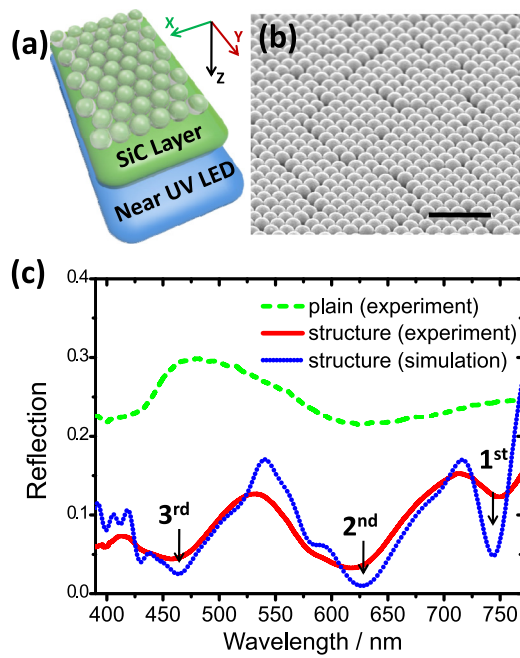 (a)
X
Y
Z
SiC Layer
Near UV LED
(b)
(c)
0.4
0.3
0.2
0.1
0.0
Reflection
plain (experiment)
structure (experiment)
structure (simulation)
3rd
2nd
1st
400 450 500 550 600 650 700 750
Wavelength / nm